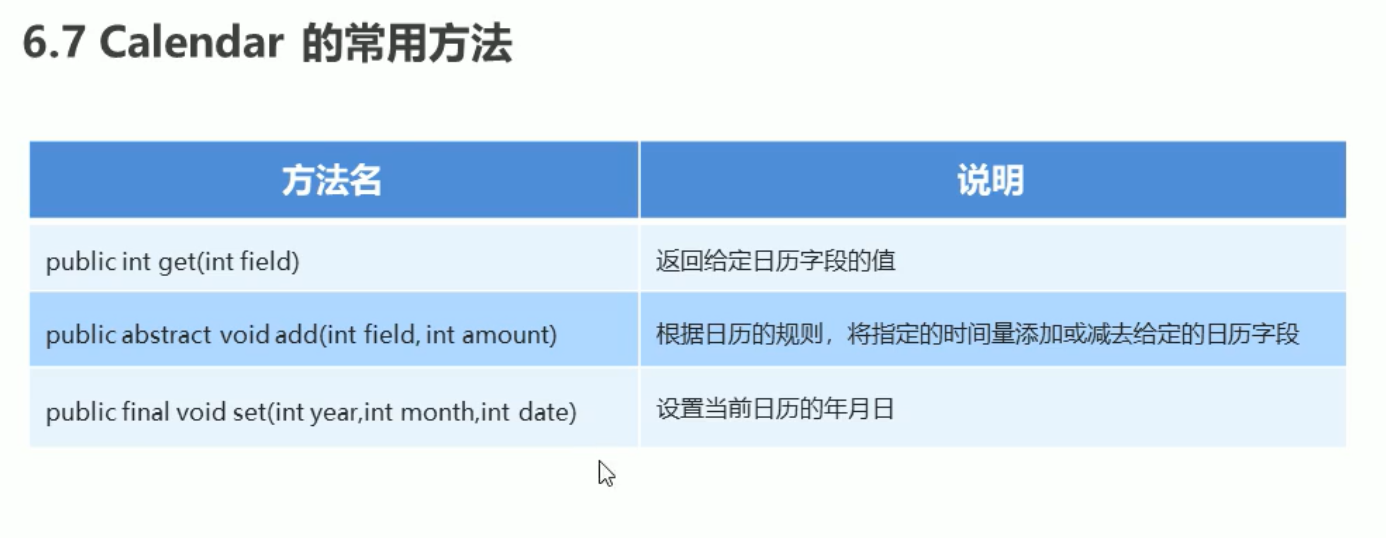 6.7 Calendar 的常用方法
方法名 说明
public int get(int field) 返回给定日历字段的值
public abstract void add(int field, int amount) 根据日历的规则，将指定的时间量添加或减去给定的日历字段
public final void set(int year,int month,int date) 设置当前日历的年月日